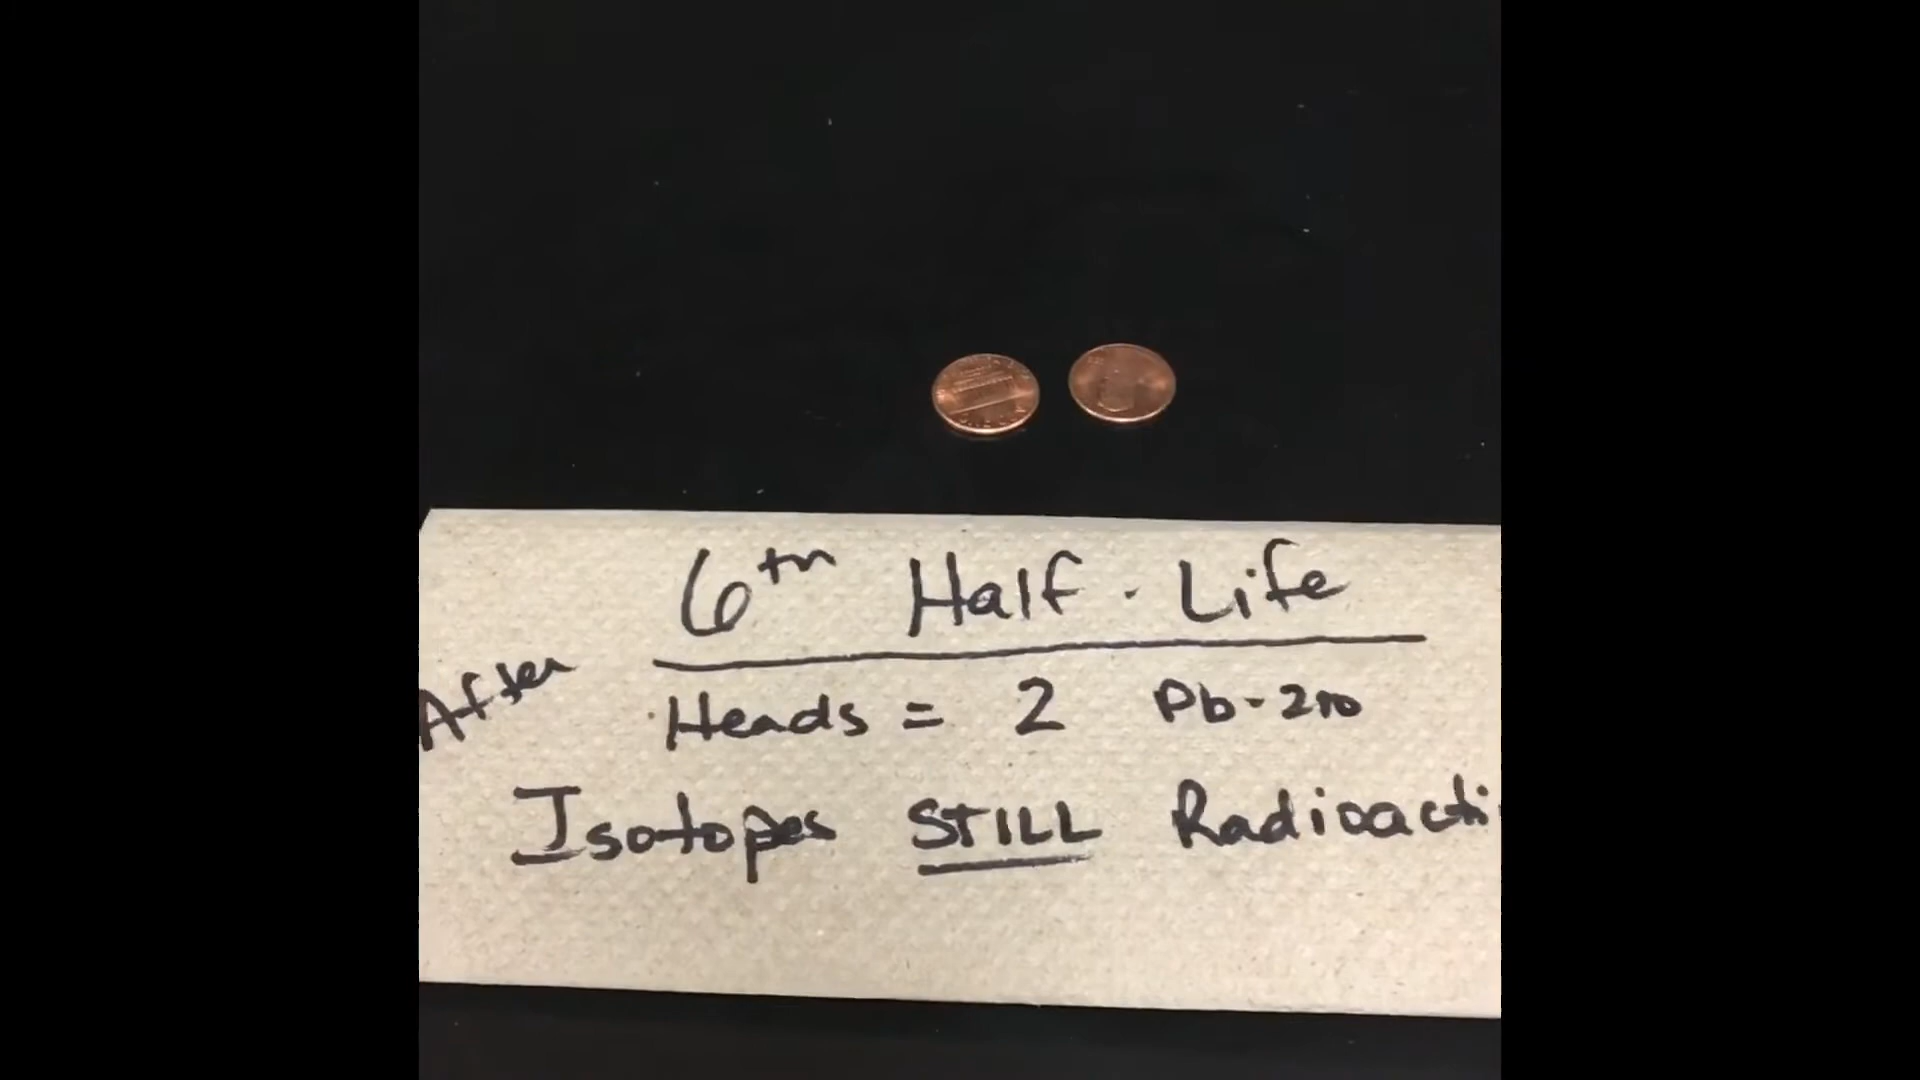 6th Half-Life
After
Heads = 2 Pb-210
Isotopes STILL Radioacti